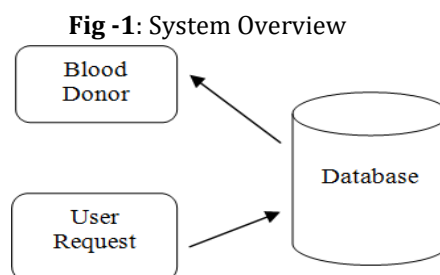 Fig -1: System Overview
Blood
Donor
Database
User
Request